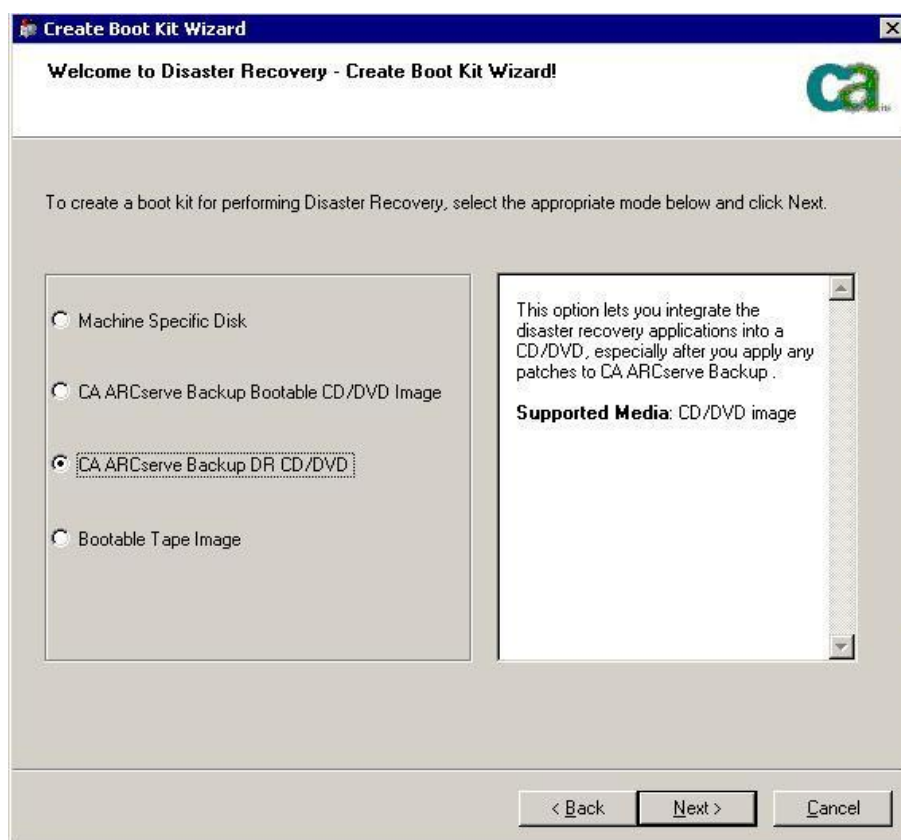 Create Boot Kit Wizard
Welcome to Disaster Recovery - Create Boot Kit Wizard!
ca
To create a boot kit for performing Disaster Recovery, select the appropriate mode below and click Next.
Machine Specific Disk
CA ARCserve Backup Bootable CD/DVD Image
CA ARCserve Backup DR CD/DVD
Bootable Tape Image
This option lets you integrate the
disaster recovery applications into a
CD/DVD, especially after you apply any
patches to CA ARCserve Backup .
Supported Media: CD/DVD image
< Back
Next >
Cancel